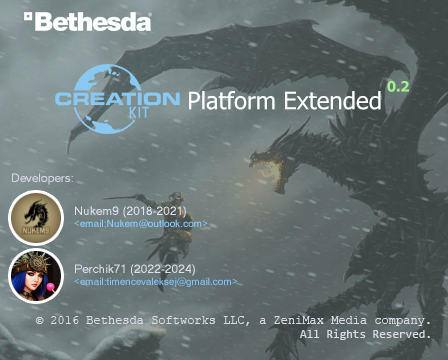 Bethesda
CREATION
KIT
Platform Extended 0.2
Developers:
NUKEM9
Nukem9 (2018-2021)
<email:Nukem@outlook.com>
Perchik71 (2022-2024)
<email:timencevaleksej@gmail.com>
© 2016 Bethesda Softworks LLC, a ZeniMax Media company.
All Rights Reserved.